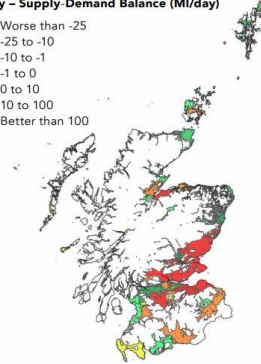 y – Supply-Demand Balance (Ml/day)
Worse than -25
-25 to -10
-10 to -1
-1 to 0
0 to 10
10 to 100
Better than 100